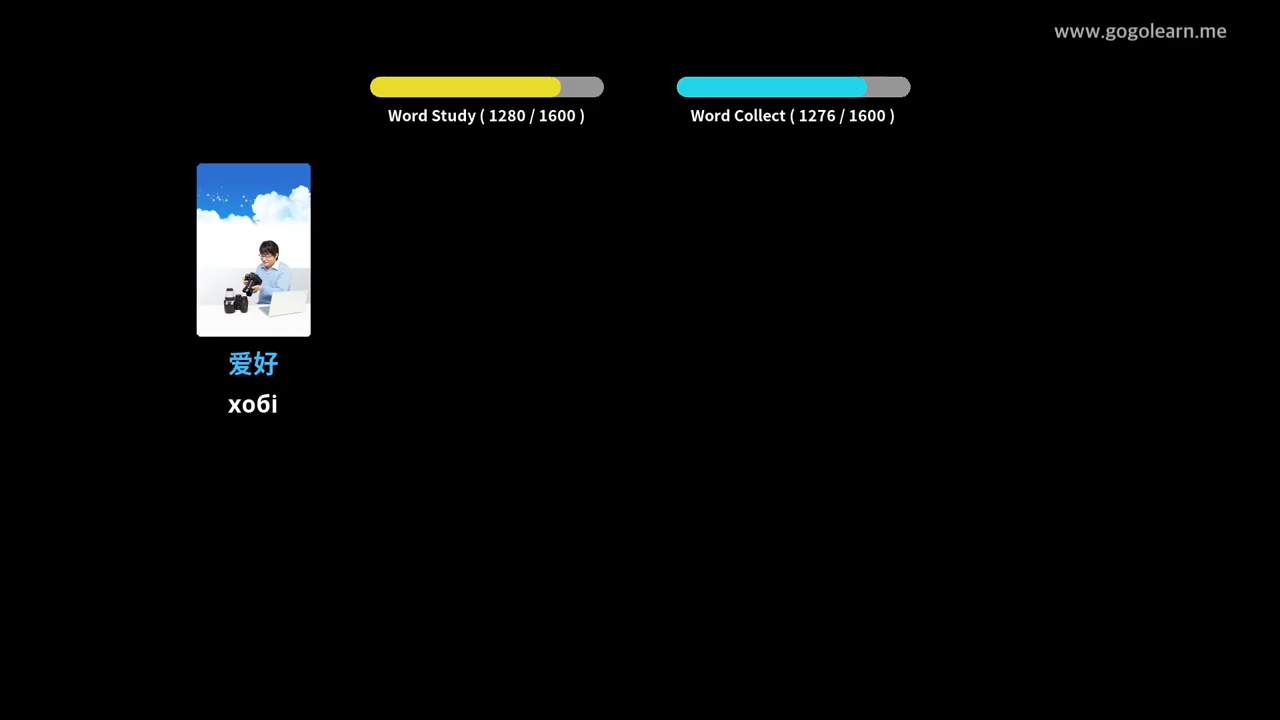 www.gogolearn.me
Word Study ( 1280 / 1600 )
Word Collect ( 1276 / 1600 )
爱好
хобі